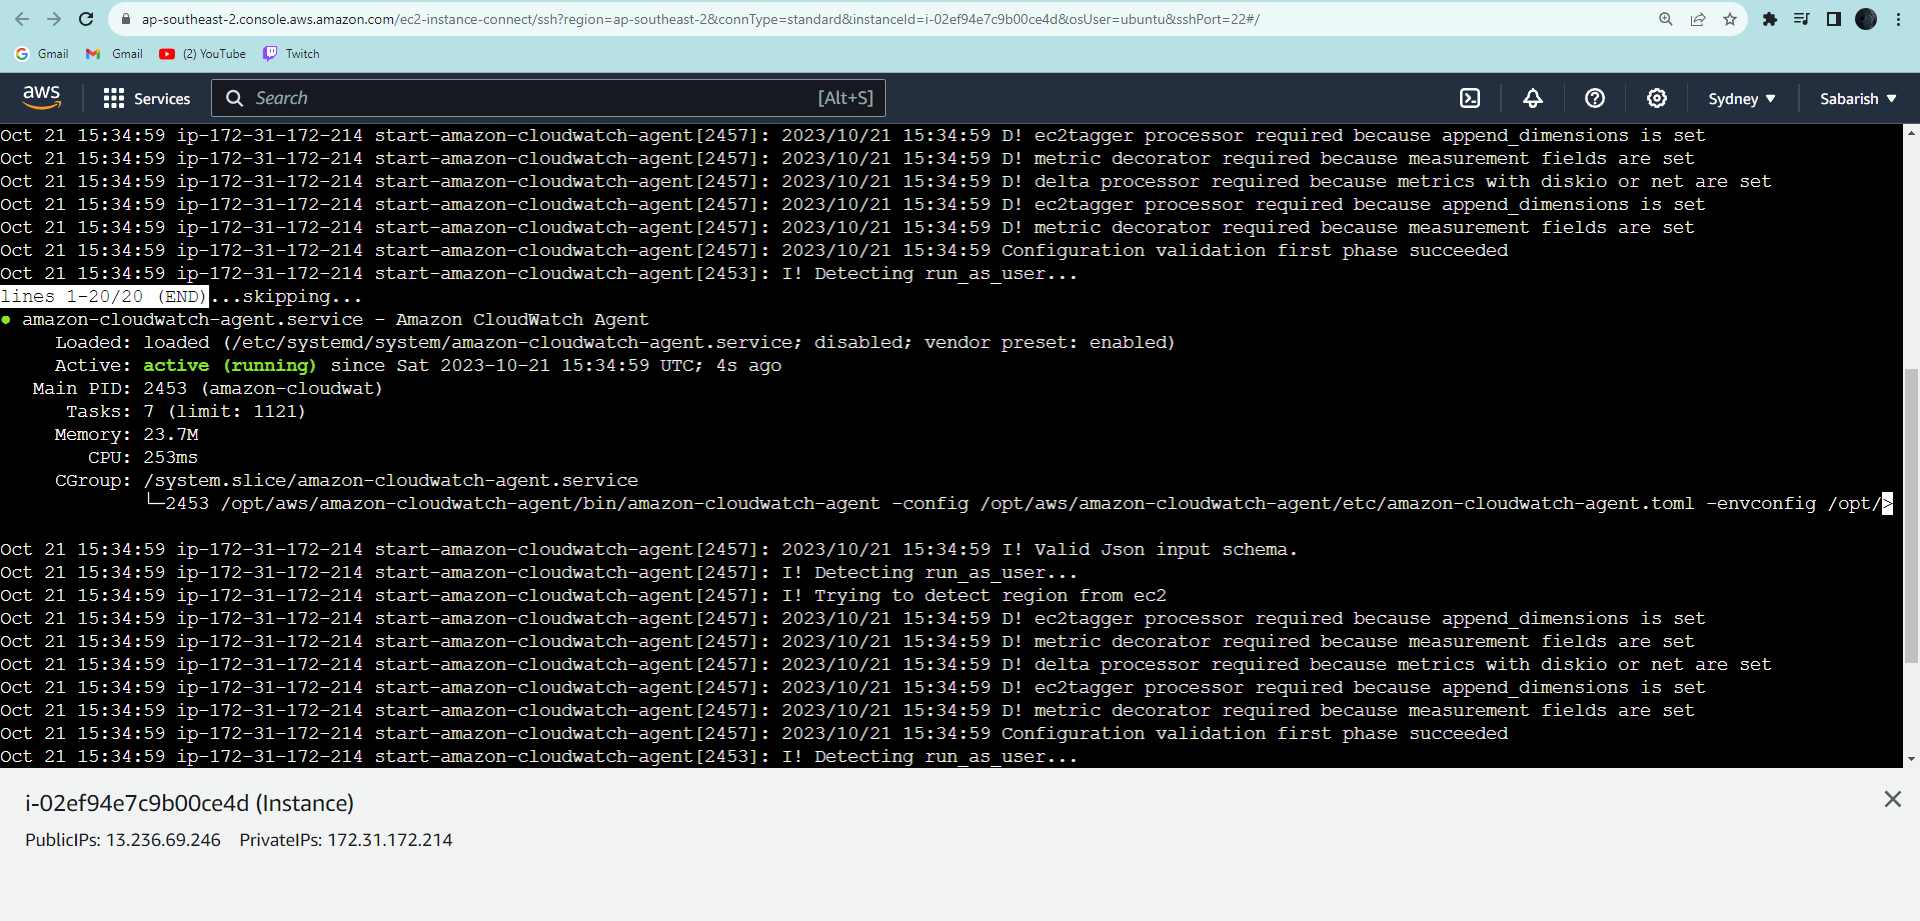 ap-southeast-2.console.aws.amazon.com/ec2-instance-connect/ssh?region=ap-southeast-2&connType=standard&instanceId=i-02ef94e7c9b00ce4d&osUser=ubuntu&sshPort=22#/
Gmail Gmail (2) YouTube Twitch
aws Services Search [Alt+S] Sydney ▼ Sabarish ▼
Oct 21 15:34:59 ip-172-31-172-214 start-amazon-cloudwatch-agent[2457]: 2023/10/21 15:34:59 D! ec2tagger processor required because append_dimensions is set
Oct 21 15:34:59 ip-172-31-172-214 start-amazon-cloudwatch-agent[2457]: 2023/10/21 15:34:59 D! metric decorator required because measurement fields are set
Oct 21 15:34:59 ip-172-31-172-214 start-amazon-cloudwatch-agent[2457]: 2023/10/21 15:34:59 D! delta processor required because metrics with diskio or net are set
Oct 21 15:34:59 ip-172-31-172-214 start-amazon-cloudwatch-agent[2457]: 2023/10/21 15:34:59 D! ec2tagger processor required because append_dimensions is set
Oct 21 15:34:59 ip-172-31-172-214 start-amazon-cloudwatch-agent[2457]: 2023/10/21 15:34:59 D! metric decorator required because measurement fields are set
Oct 21 15:34:59 ip-172-31-172-214 start-amazon-cloudwatch-agent[2457]: 2023/10/21 15:34:59 Configuration validation first phase succeeded
Oct 21 15:34:59 ip-172-31-172-214 start-amazon-cloudwatch-agent[2453]: I! Detecting run_as_user...
lines 1-20/20 (END)...skipping...
● amazon-cloudwatch-agent.service - Amazon CloudWatch Agent
Loaded: loaded (/etc/systemd/system/amazon-cloudwatch-agent.service; disabled; vendor preset: enabled)
Active: active (running) since Sat 2023-10-21 15:34:59 UTC; 4s ago
Main PID: 2453 (amazon-cloudwat)
Tasks: 7 (limit: 1121)
Memory: 23.7M
CPU: 253ms
CGroup: /system.slice/amazon-cloudwatch-agent.service
└─2453 /opt/aws/amazon-cloudwatch-agent/bin/amazon-cloudwatch-agent -config /opt/aws/amazon-cloudwatch-agent/etc/amazon-cloudwatch-agent.toml -envconfig /opt/>
Oct 21 15:34:59 ip-172-31-172-214 start-amazon-cloudwatch-agent[2457]: 2023/10/21 15:34:59 I! Valid Json input schema.
Oct 21 15:34:59 ip-172-31-172-214 start-amazon-cloudwatch-agent[2457]: I! Detecting run_as_user...
Oct 21 15:34:59 ip-172-31-172-214 start-amazon-cloudwatch-agent[2457]: I! Trying to detect region from ec2
Oct 21 15:34:59 ip-172-31-172-214 start-amazon-cloudwatch-agent[2457]: 2023/10/21 15:34:59 D! ec2tagger processor required because append_dimensions is set
Oct 21 15:34:59 ip-172-31-172-214 start-amazon-cloudwatch-agent[2457]: 2023/10/21 15:34:59 D! metric decorator required because measurement fields are set
Oct 21 15:34:59 ip-172-31-172-214 start-amazon-cloudwatch-agent[2457]: 2023/10/21 15:34:59 D! delta processor required because metrics with diskio or net are set
Oct 21 15:34:59 ip-172-31-172-214 start-amazon-cloudwatch-agent[2457]: 2023/10/21 15:34:59 D! ec2tagger processor required because append_dimensions is set
Oct 21 15:34:59 ip-172-31-172-214 start-amazon-cloudwatch-agent[2457]: 2023/10/21 15:34:59 D! metric decorator required because measurement fields are set
Oct 21 15:34:59 ip-172-31-172-214 start-amazon-cloudwatch-agent[2457]: 2023/10/21 15:34:59 Configuration validation first phase succeeded
Oct 21 15:34:59 ip-172-31-172-214 start-amazon-cloudwatch-agent[2453]: I! Detecting run_as_user...
i-02ef94e7c9b00ce4d (Instance)
PublicIPs: 13.236.69.246 PrivateIPs: 172.31.172.214